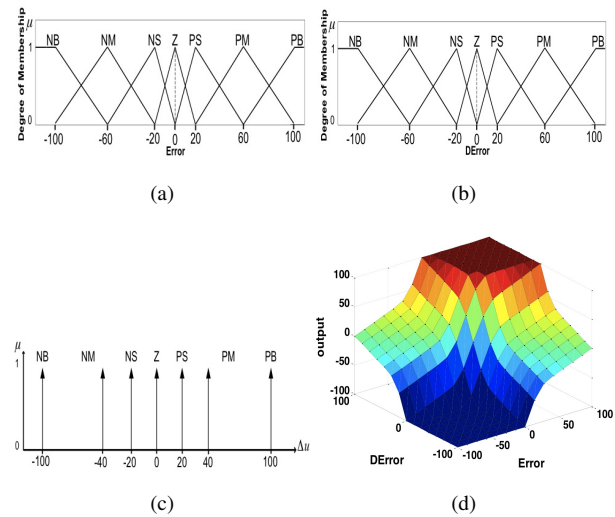 μ
NB NM NS Z PS PM PB
1
Degree of Membership
0
-100 -60 -20 0 20 60 100
Error
(a)
μ
NB NM NS Z PS PM PB
1
Degree of Membership
0
-100 -60 -20 0 20 60 100
DError
(b)
μ
1
NB NM NS Z PS PM PB
0
-100 -40 -20 0 20 40 100
Δu
(c)
100
50
0
-50
-100
output
100
0
-100
DError
-100 -50 0 50 100
Error
(d)